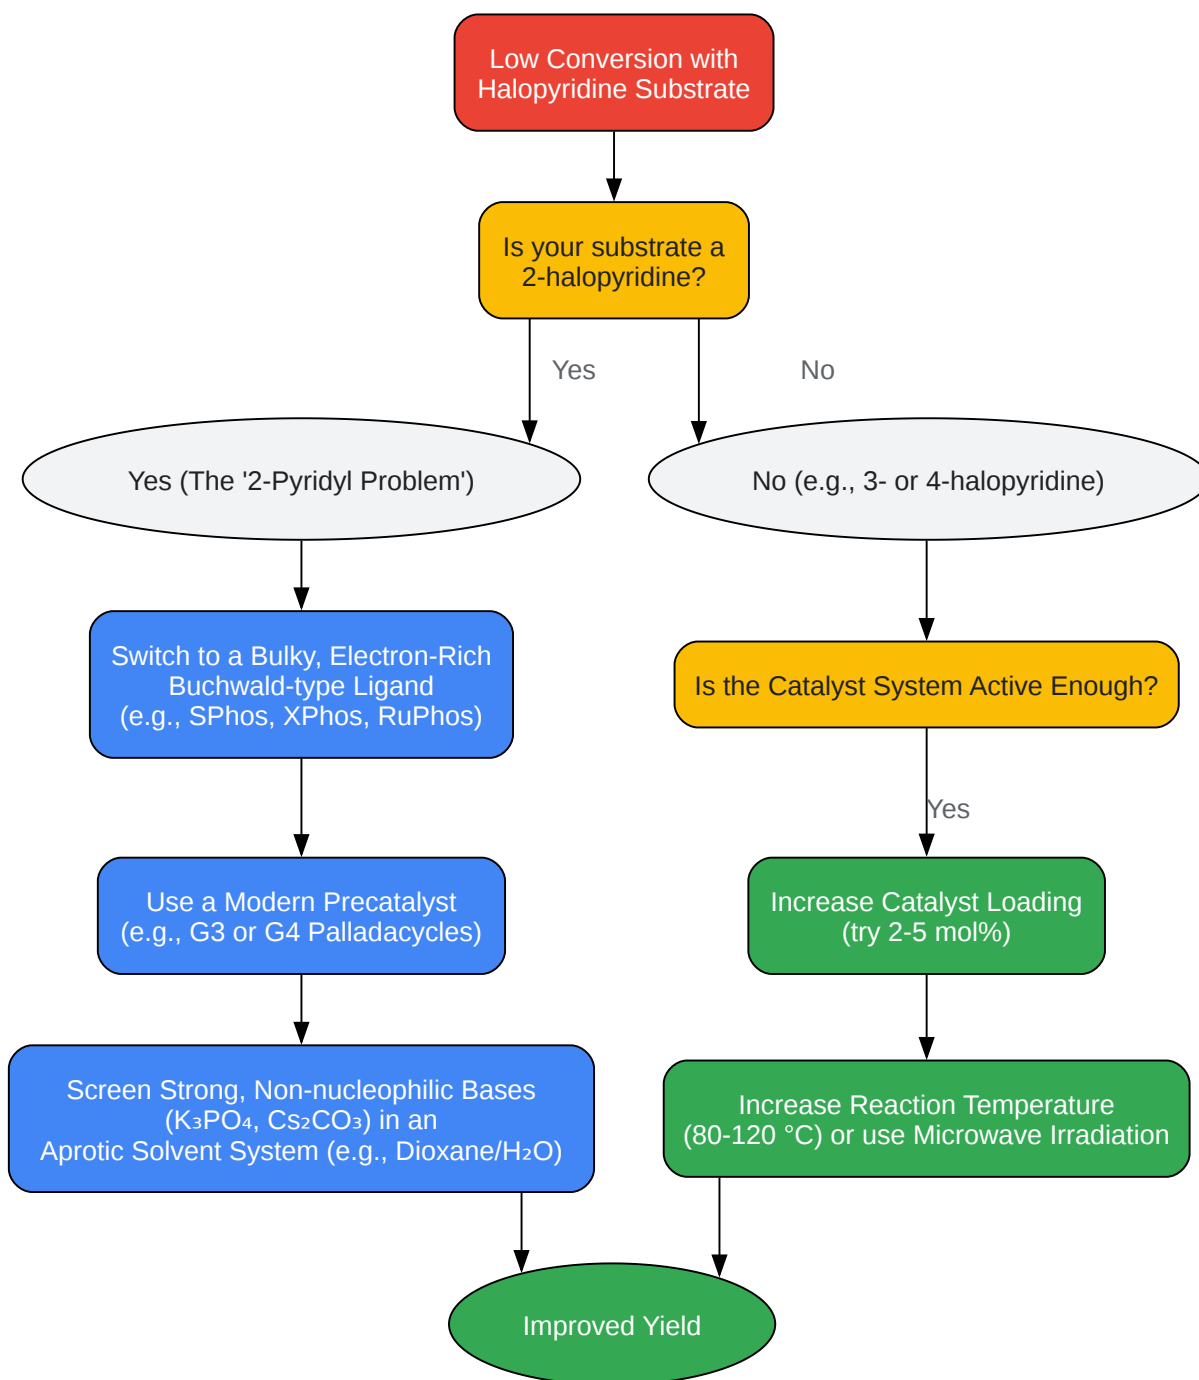 Low Conversion with
Halopyridine Substrate
Is your substrate a
2-halopyridine?
Yes
No
Yes (The '2-Pyridyl Problem')
No (e.g., 3- or 4-halopyridine)
Switch to a Bulky, Electron-Rich
Buchwald-type Ligand
(e.g., SPhos, XPhos, RuPhos)
Is the Catalyst System Active Enough?
Yes
Use a Modern Precatalyst
(e.g., G3 or G4 Palladacycles)
Increase Catalyst Loading
(try 2-5 mol%)
Screen Strong, Non-nucleophilic Bases
(K₃PO₄, Cs₂CO₃) in an
Aprotic Solvent System (e.g., Dioxane/H₂O)
Increase Reaction Temperature
(80-120 °C) or use Microwave Irradiation
Improved Yield